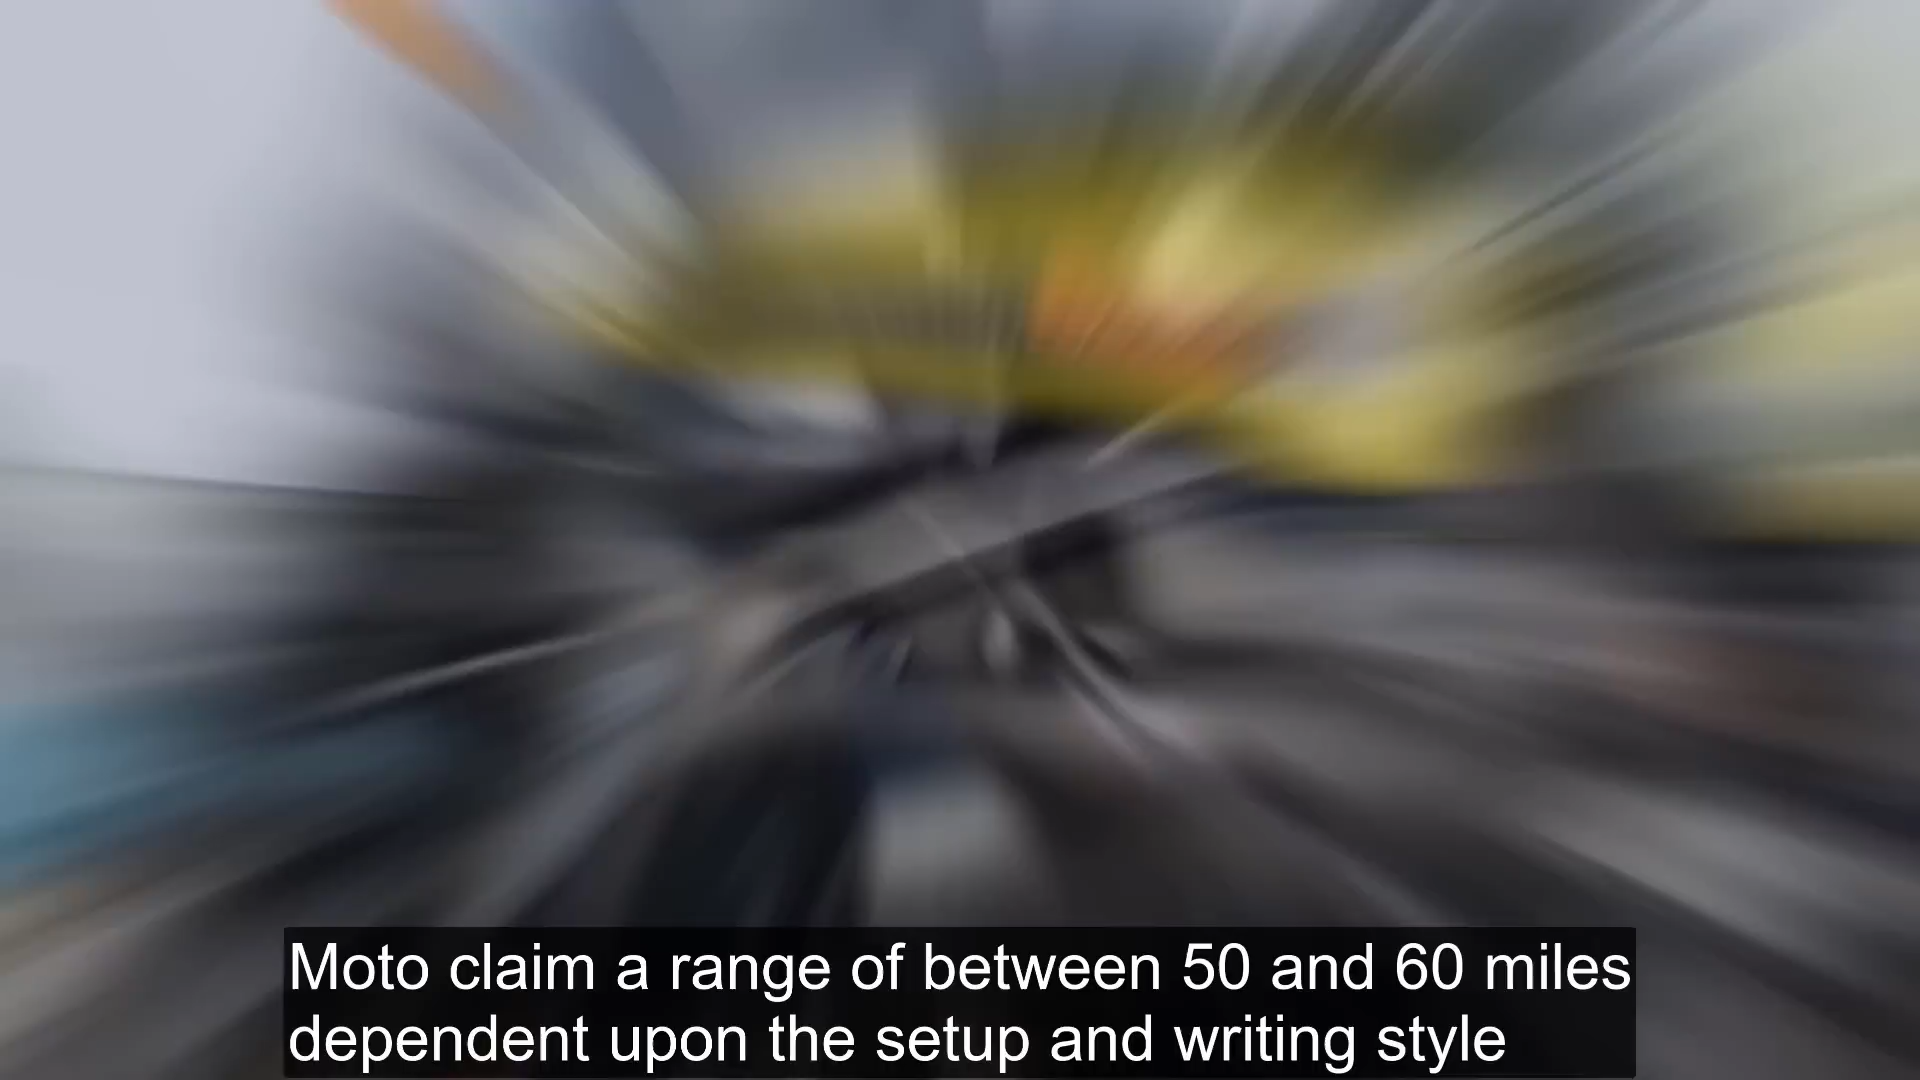 Moto claim a range of between 50 and 60 miles
dependent upon the setup and writing style